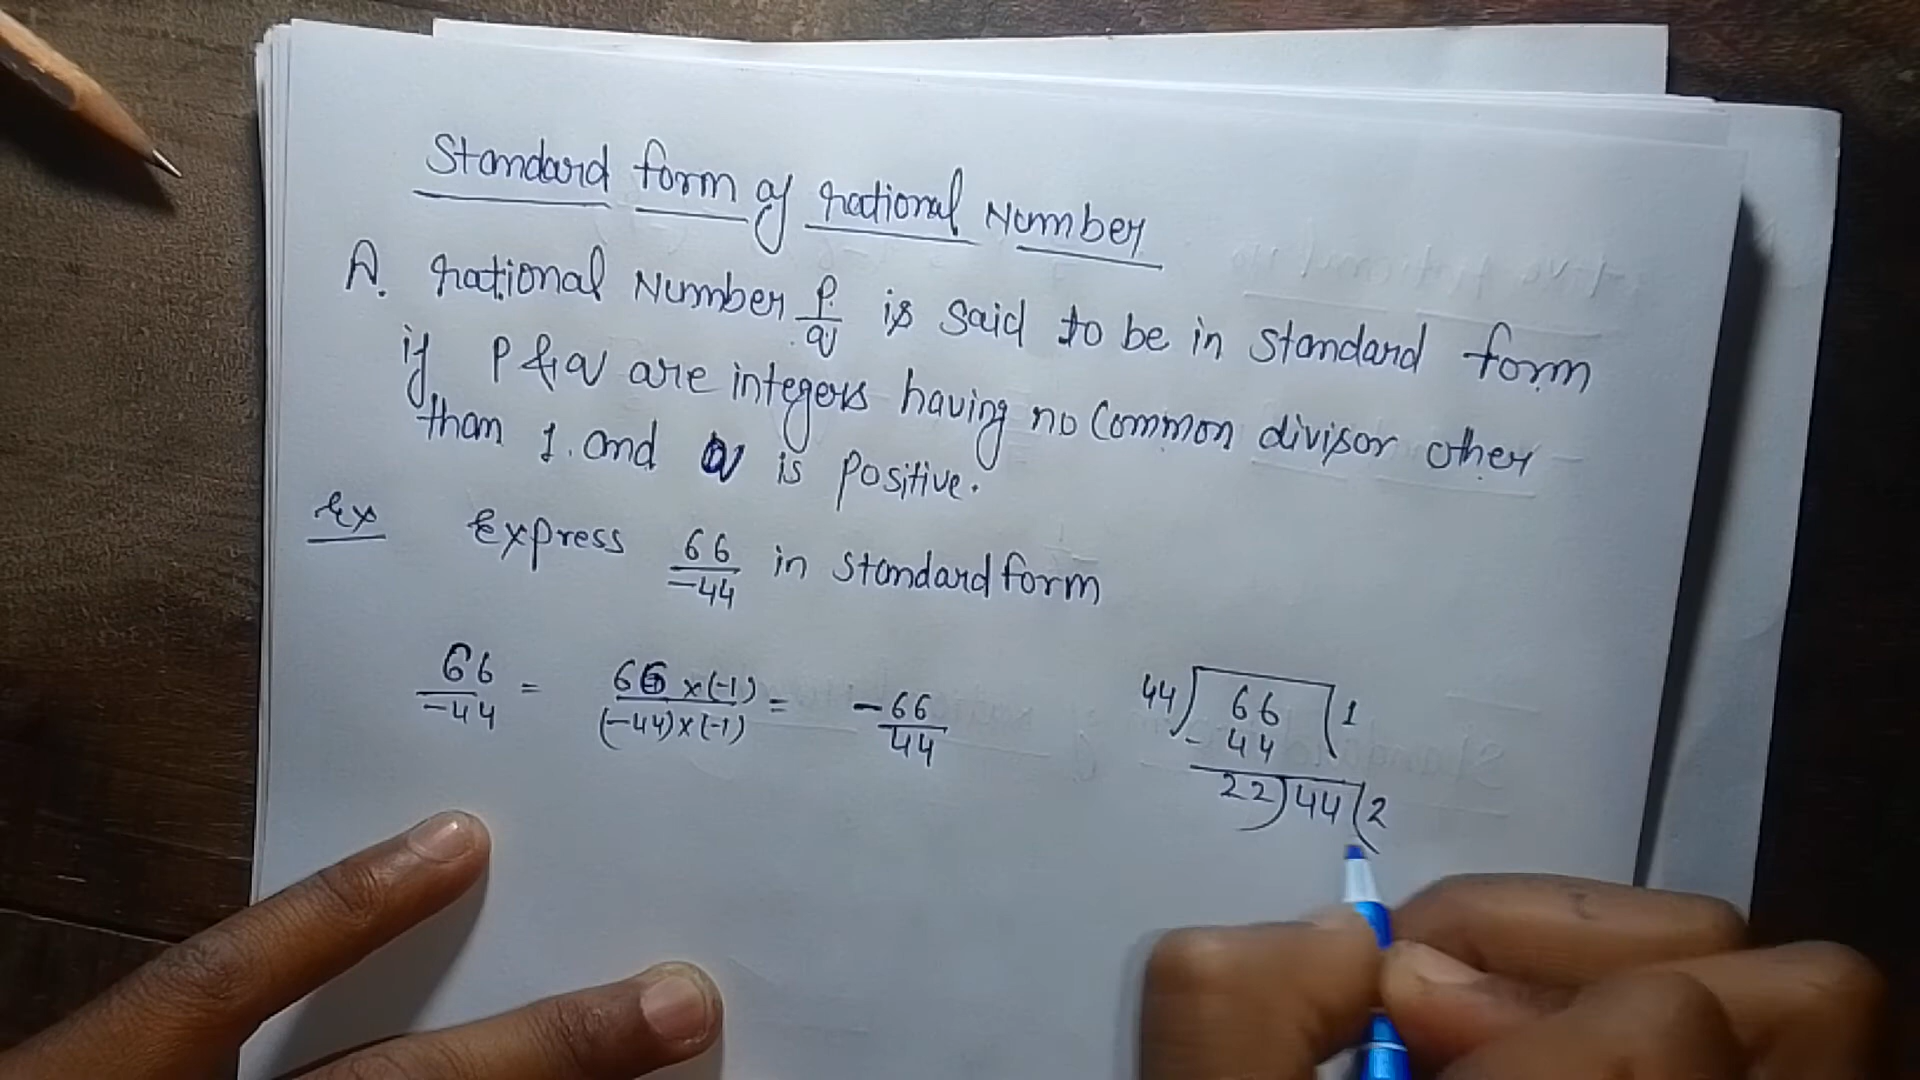 Standard form of rational Number
A. rational Number P/q is said to be in standard form
if P & q are integers having no common divisor other
than 1. and q is positive.
Ex Express 66/-44 in standard form
66/-44 = 66 x (-1)/(-44) x (-1) = -66/44
44) 66 (1
- 44
22) 44 (2